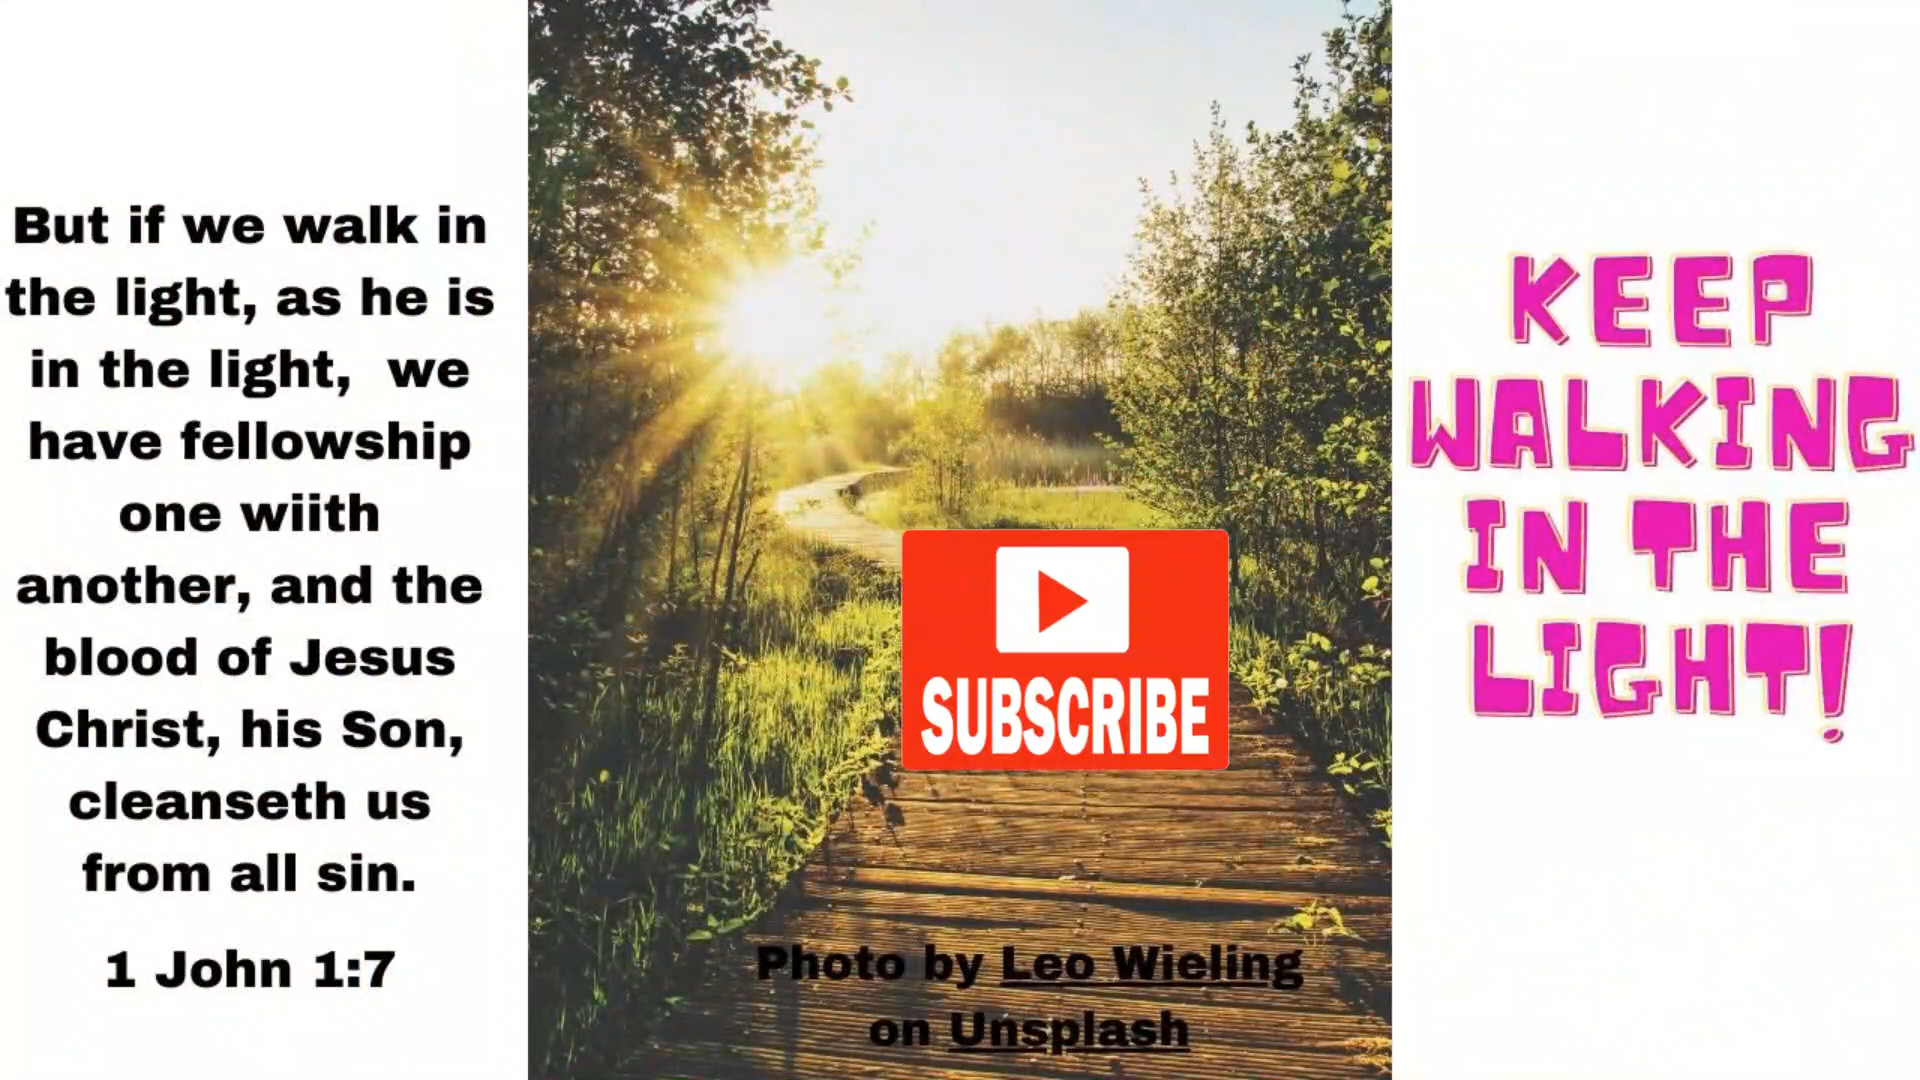 But if we walk in
the light, as he is
in the light, we
have fellowship
one wiith
another, and the
blood of Jesus
Christ, his Son,
cleanseth us
from all sin.
1 John 1:7
SUBSCRIBE
Photo by Leo Wieling
on Unsplash
KEEP
WALKING
IN THE
LIGHT!